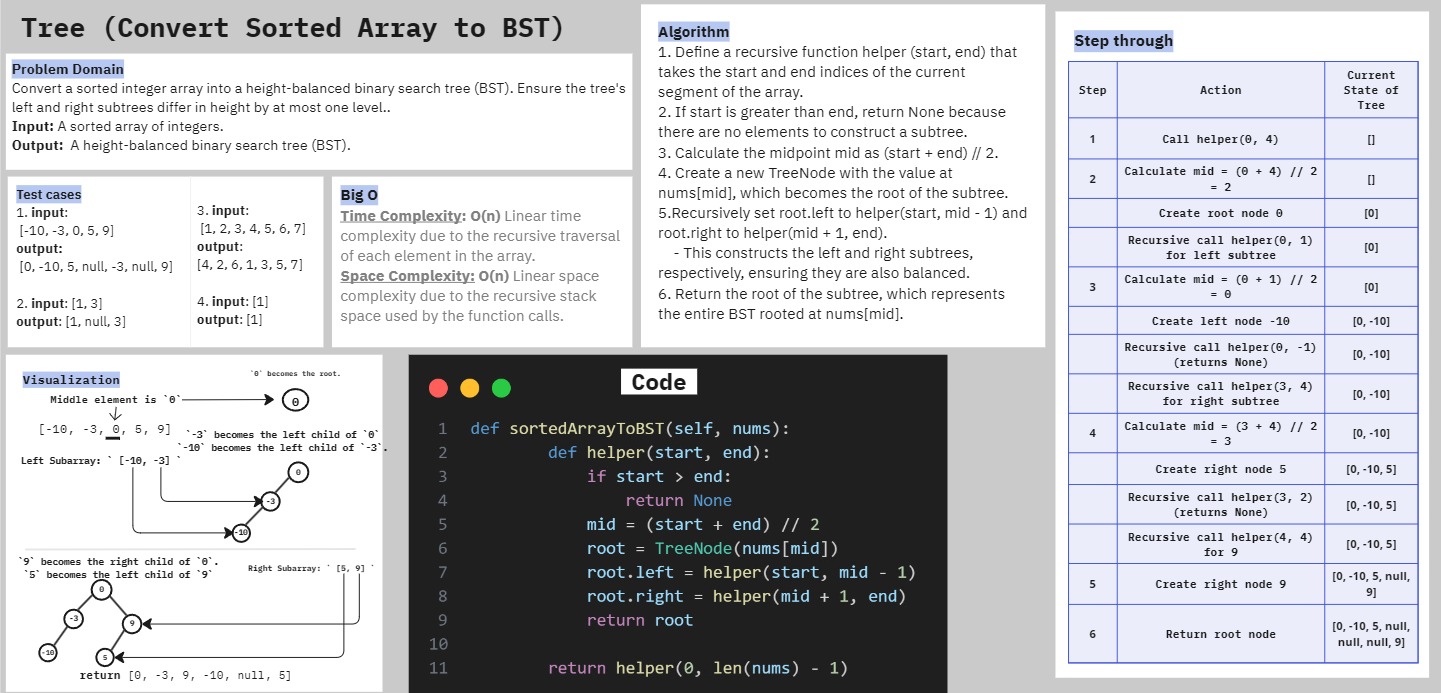 Tree (Convert Sorted Array to BST)
Problem Domain
Convert a sorted integer array into a height-balanced binary search tree (BST). Ensure the tree's
left and right subtrees differ in height by at most one level..
Input: A sorted array of integers.
Output: A height-balanced binary search tree (BST).
Test cases
1. input:
[-10, -3, 0, 5, 9]
output:
[0, -10, 5, null, -3, null, 9]
2. input: [1, 3]
output: [1, null, 3]
3. input:
[1, 2, 3, 4, 5, 6, 7]
output:
[4, 2, 6, 1, 3, 5, 7]
4. input: [1]
output: [1]
Big O
Time Complexity: O(n) Linear time
complexity due to the recursive traversal
of each element in the array.
Space Complexity: O(n) Linear space
complexity due to the recursive stack
space used by the function calls.
Algorithm
1. Define a recursive function helper (start, end) that
takes the start and end indices of the current
segment of the array.
2. If start is greater than end, return None because
there are no elements to construct a subtree.
3. Calculate the midpoint mid as (start + end) // 2.
4. Create a new TreeNode with the value at
nums[mid], which becomes the root of the subtree.
5.Recursively set root.left to helper(start, mid - 1) and
root.right to helper(mid + 1, end).
- This constructs the left and right subtrees,
respectively, ensuring they are also balanced.
6. Return the root of the subtree, which represents
the entire BST rooted at nums[mid].
Visualization
`0` becomes the root.
Middle element is `0`
0
[-10, -3, 0, 5, 9]
`-3` becomes the left child of `0`
`-10` becomes the left child of `-3`.
Left Subarray: ` [-10, -3] `
0
-3
-10
`9` becomes the right child of `0`.
`5` becomes the left child of `9`
Right Subarray: ` [5, 9] `
0
-3
9
-10
5
return [0, -3, 9, -10, null, 5]
Code
1 def sortedArrayToBST(self, nums):
2 def helper(start, end):
3 if start > end:
4 return None
5 mid = (start + end) // 2
6 root = TreeNode(nums[mid])
7 root.left = helper(start, mid - 1)
8 root.right = helper(mid + 1, end)
9 return root
10
11 return helper(0, len(nums) - 1)
Step through
Step Action Current
State of
Tree
1 Call helper(0, 4) []
2 Calculate mid = (0 + 4) // 2
= 2 []
Create root node 0 [0]
Recursive call helper(0, 1)
for left subtree [0]
3 Calculate mid = (0 + 1) // 2
= 0 [0]
Create left node -10 [0, -10]
Recursive call helper(0, -1)
(returns None) [0, -10]
Recursive call helper(3, 4)
for right subtree [0, -10]
4 Calculate mid = (3 + 4) // 2
= 3 [0, -10]
Create right node 5 [0, -10, 5]
Recursive call helper(3, 2)
(returns None) [0, -10, 5]
Recursive call helper(4, 4)
for 9 [0, -10, 5]
5 Create right node 9 [0, -10, 5, null,
9]
6 Return root node [0, -10, 5, null,
null, null, 9]